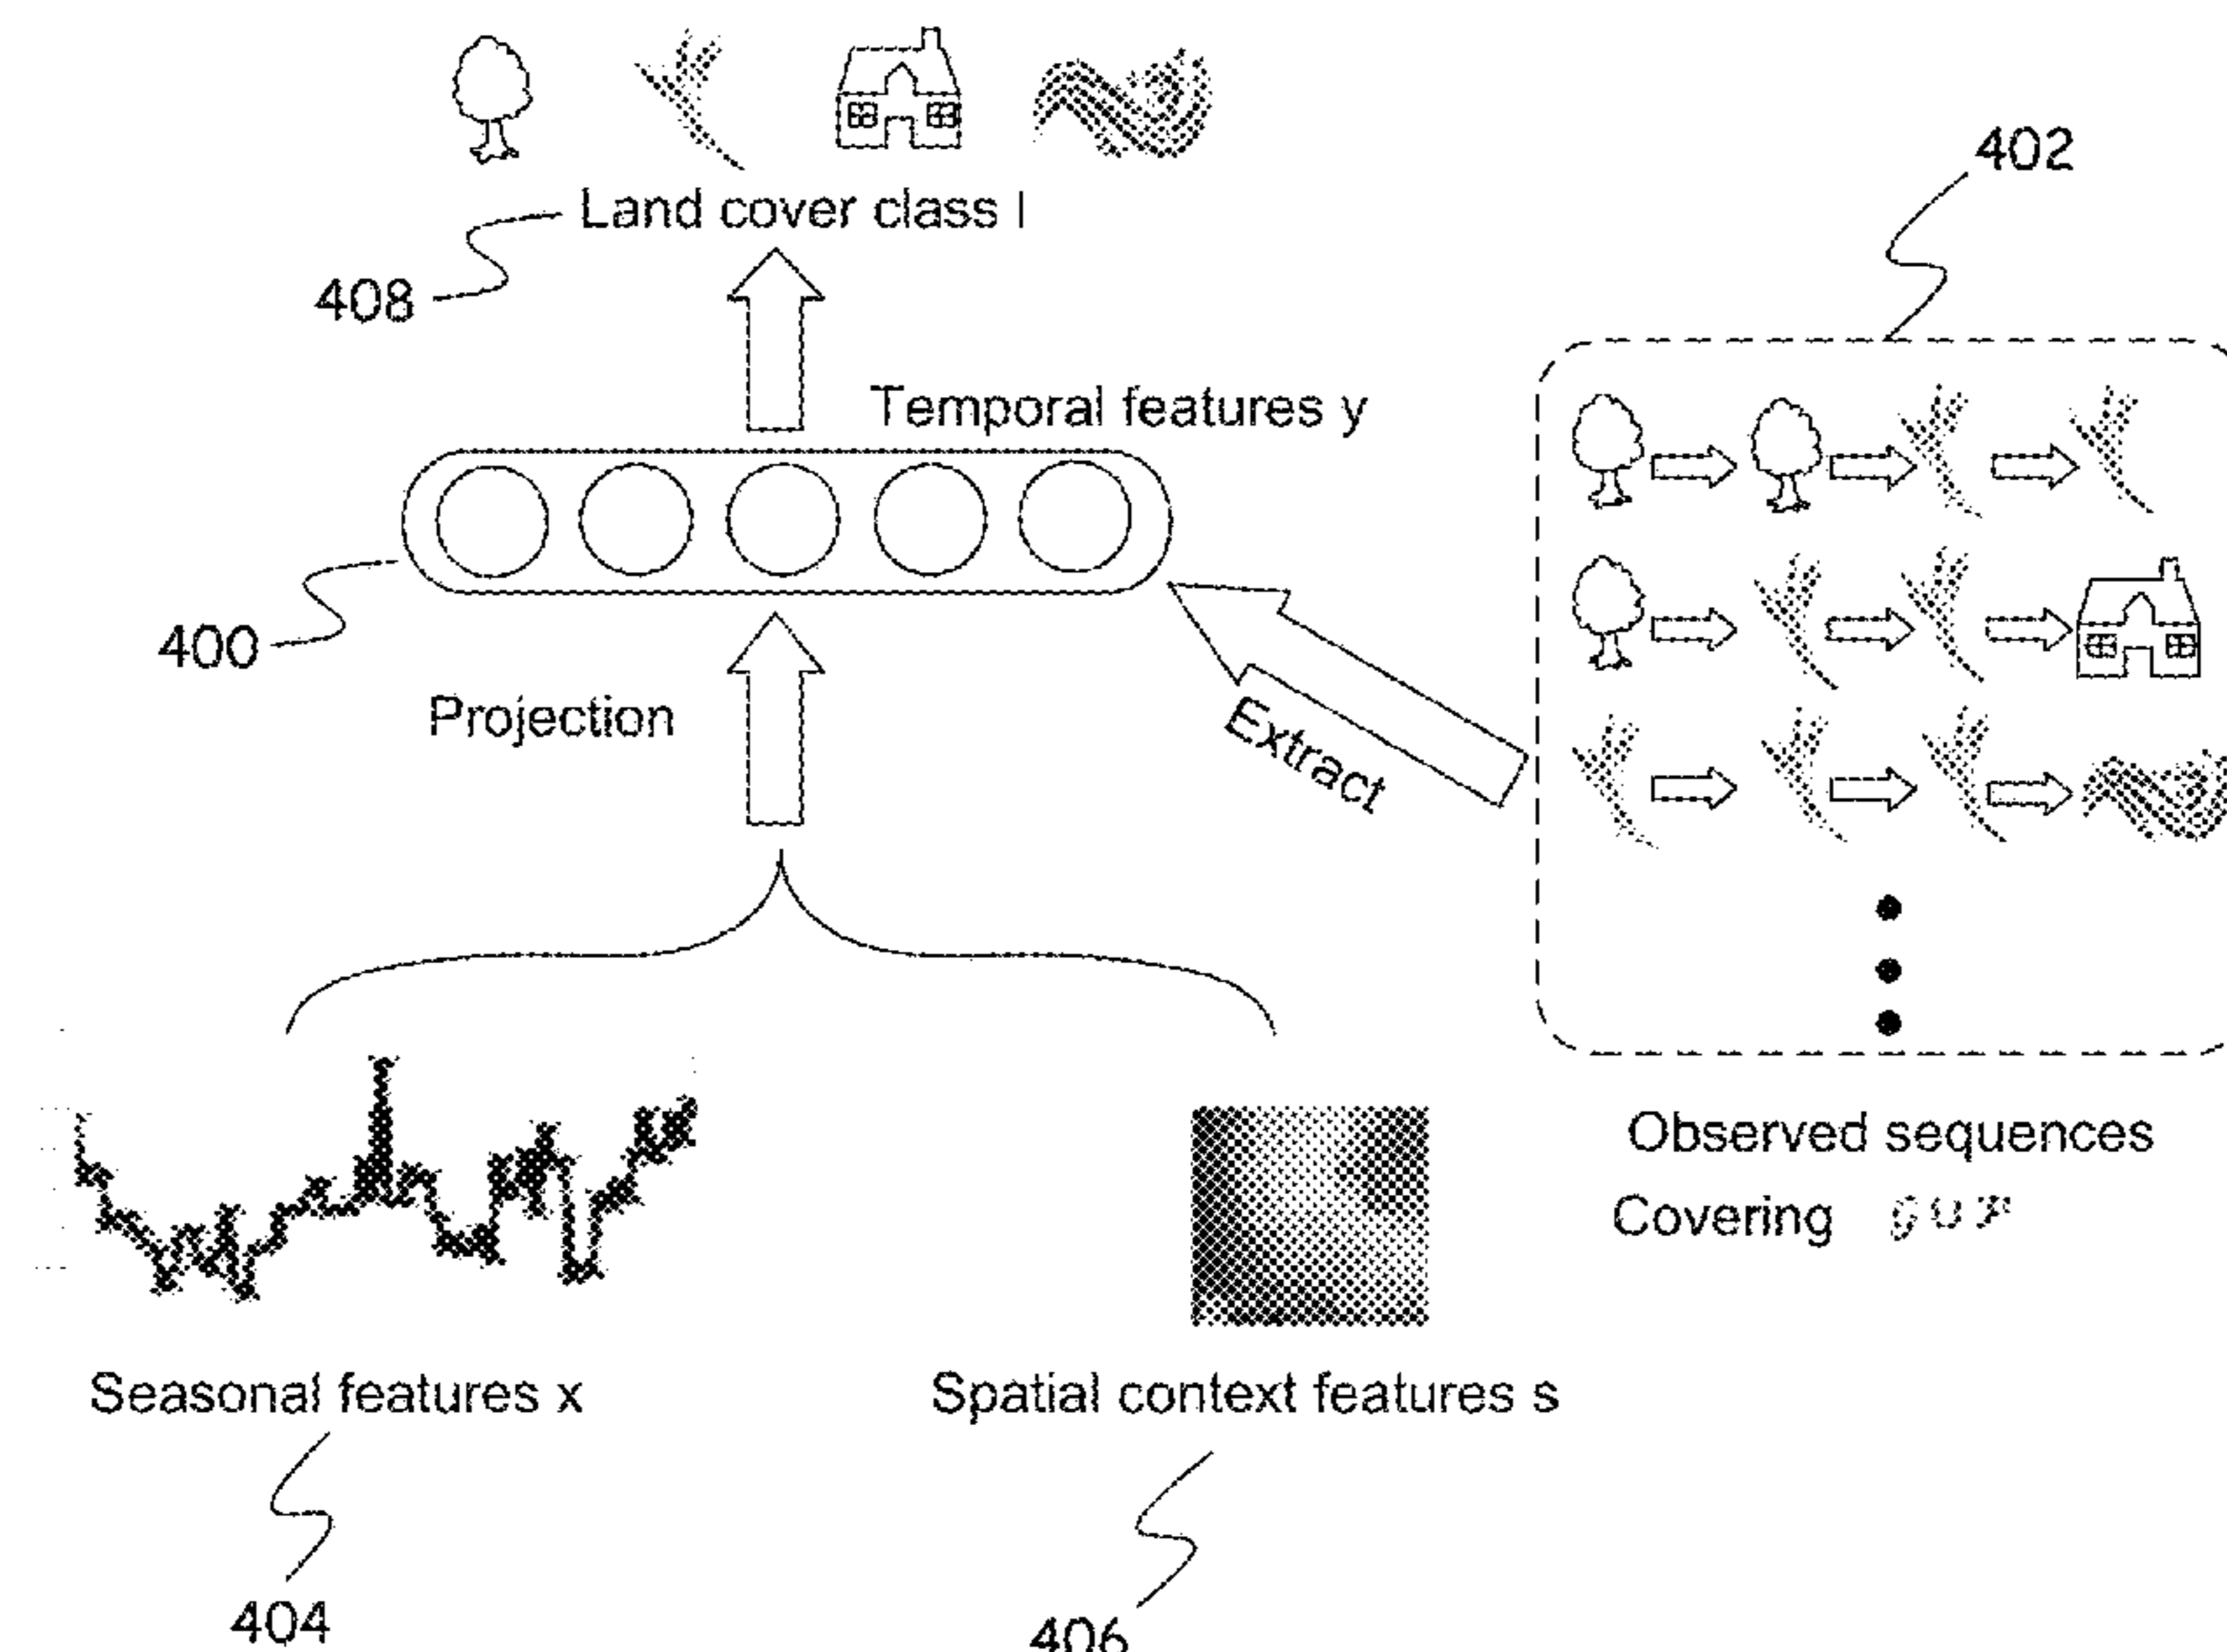 402
Land cover class l
408
Temporal features y
400
Projection
Extract
Observed sequences
Covering
Seasonal features x
Spatial context features s
404
406